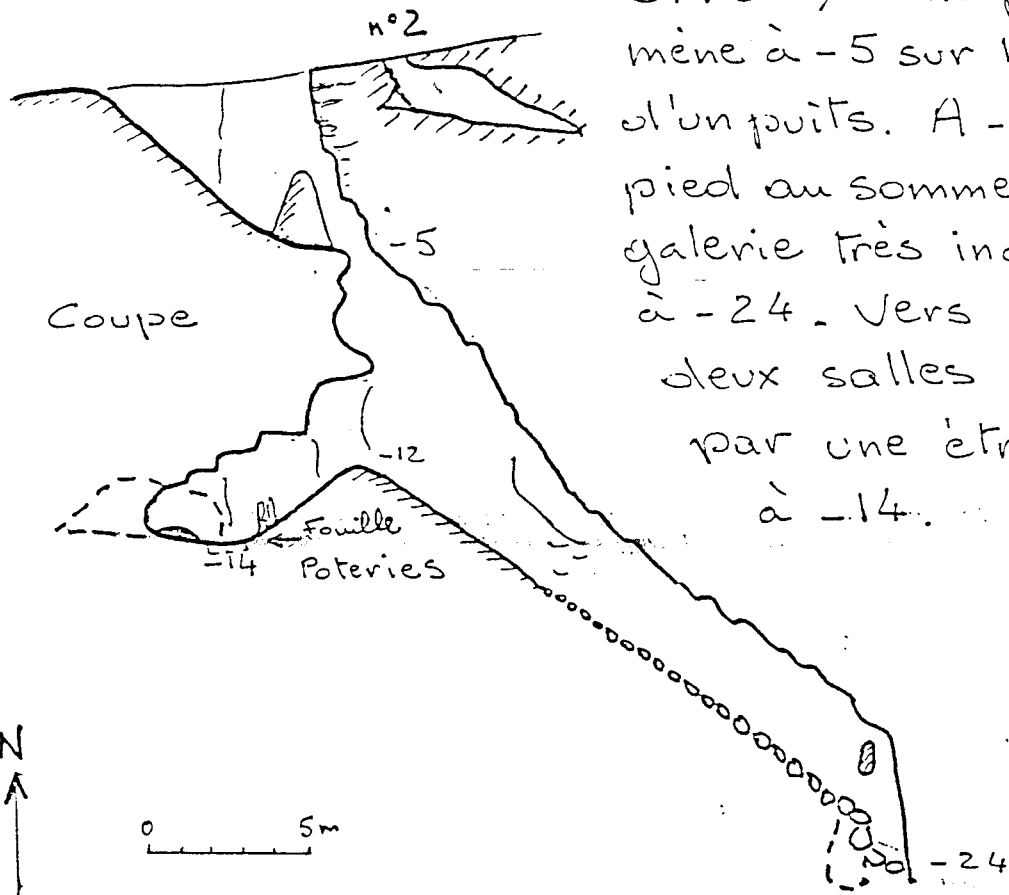 n°2
mène à -5 sur l
d'un puits. A -
pied au somme
galerie très inc
à -24. Vers
deux salles
par une étr
à -14.
-5
Coupe
-12
Fouille
-14 Poteries
N
0 5m
-24